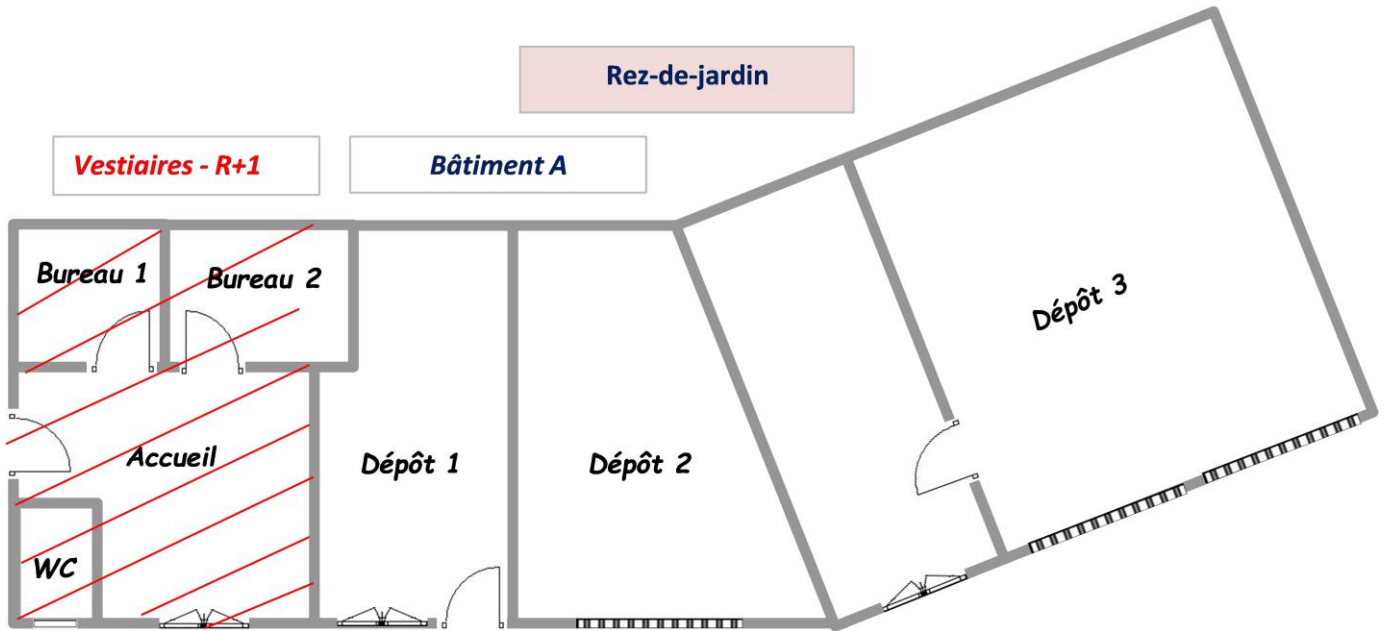 Rez-de-jardin
Vestiaires - R+1
Bâtiment A
Bureau 1
Bureau 2
Dépôt 3
Accueil
Dépôt 1
Dépôt 2
WC